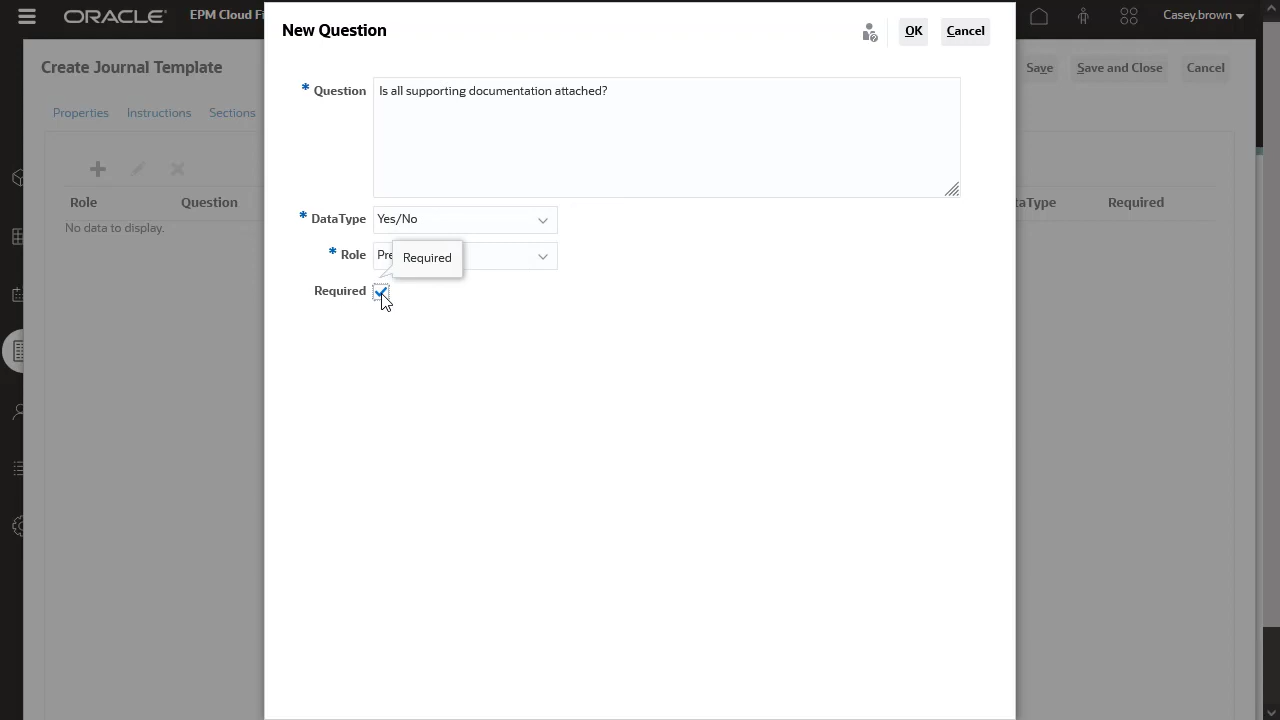 ORACLE
EPM Cloud Fi
Casey.brown
New Question
OK
Cancel
Create Journal Template
Save
Save and Close
Cancel
Properties
Instructions
Sections
* Question
Is all supporting documentation attached?
Role
Question
taType
Required
No data to display.
* DataType
Yes/No
* Role
Pre
Required
Required